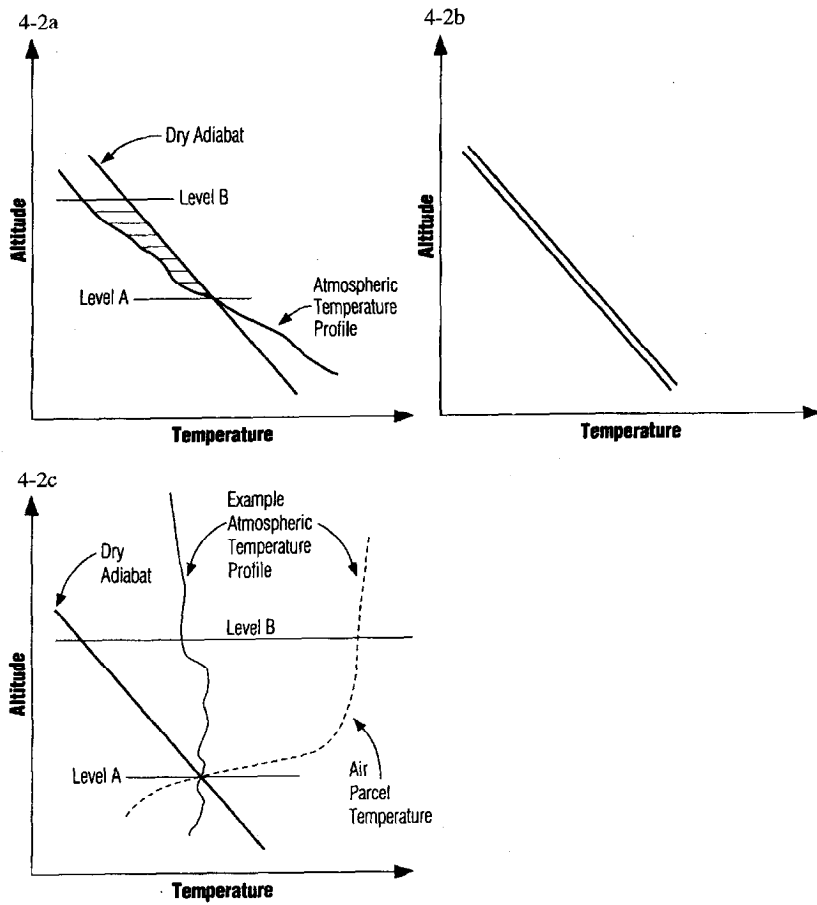 4-2a
Dry Adiabat
Level B
Level A
Atmospheric
Temperature
Profile
Altitude
Temperature
4-2b
Altitude
Temperature
4-2c
Example
Atmospheric
Temperature
Profile
Dry
Adiabat
Level B
Level A
Air
Parcel
Temperature
Altitude
Temperature